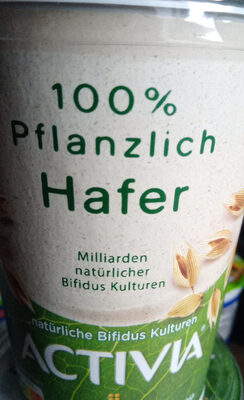 100%
Pflanzlich
Hafer
Milliarden
natürlicher
Bifidus Kulturen
natürliche Bifidus Kulturen
ACTIVIA